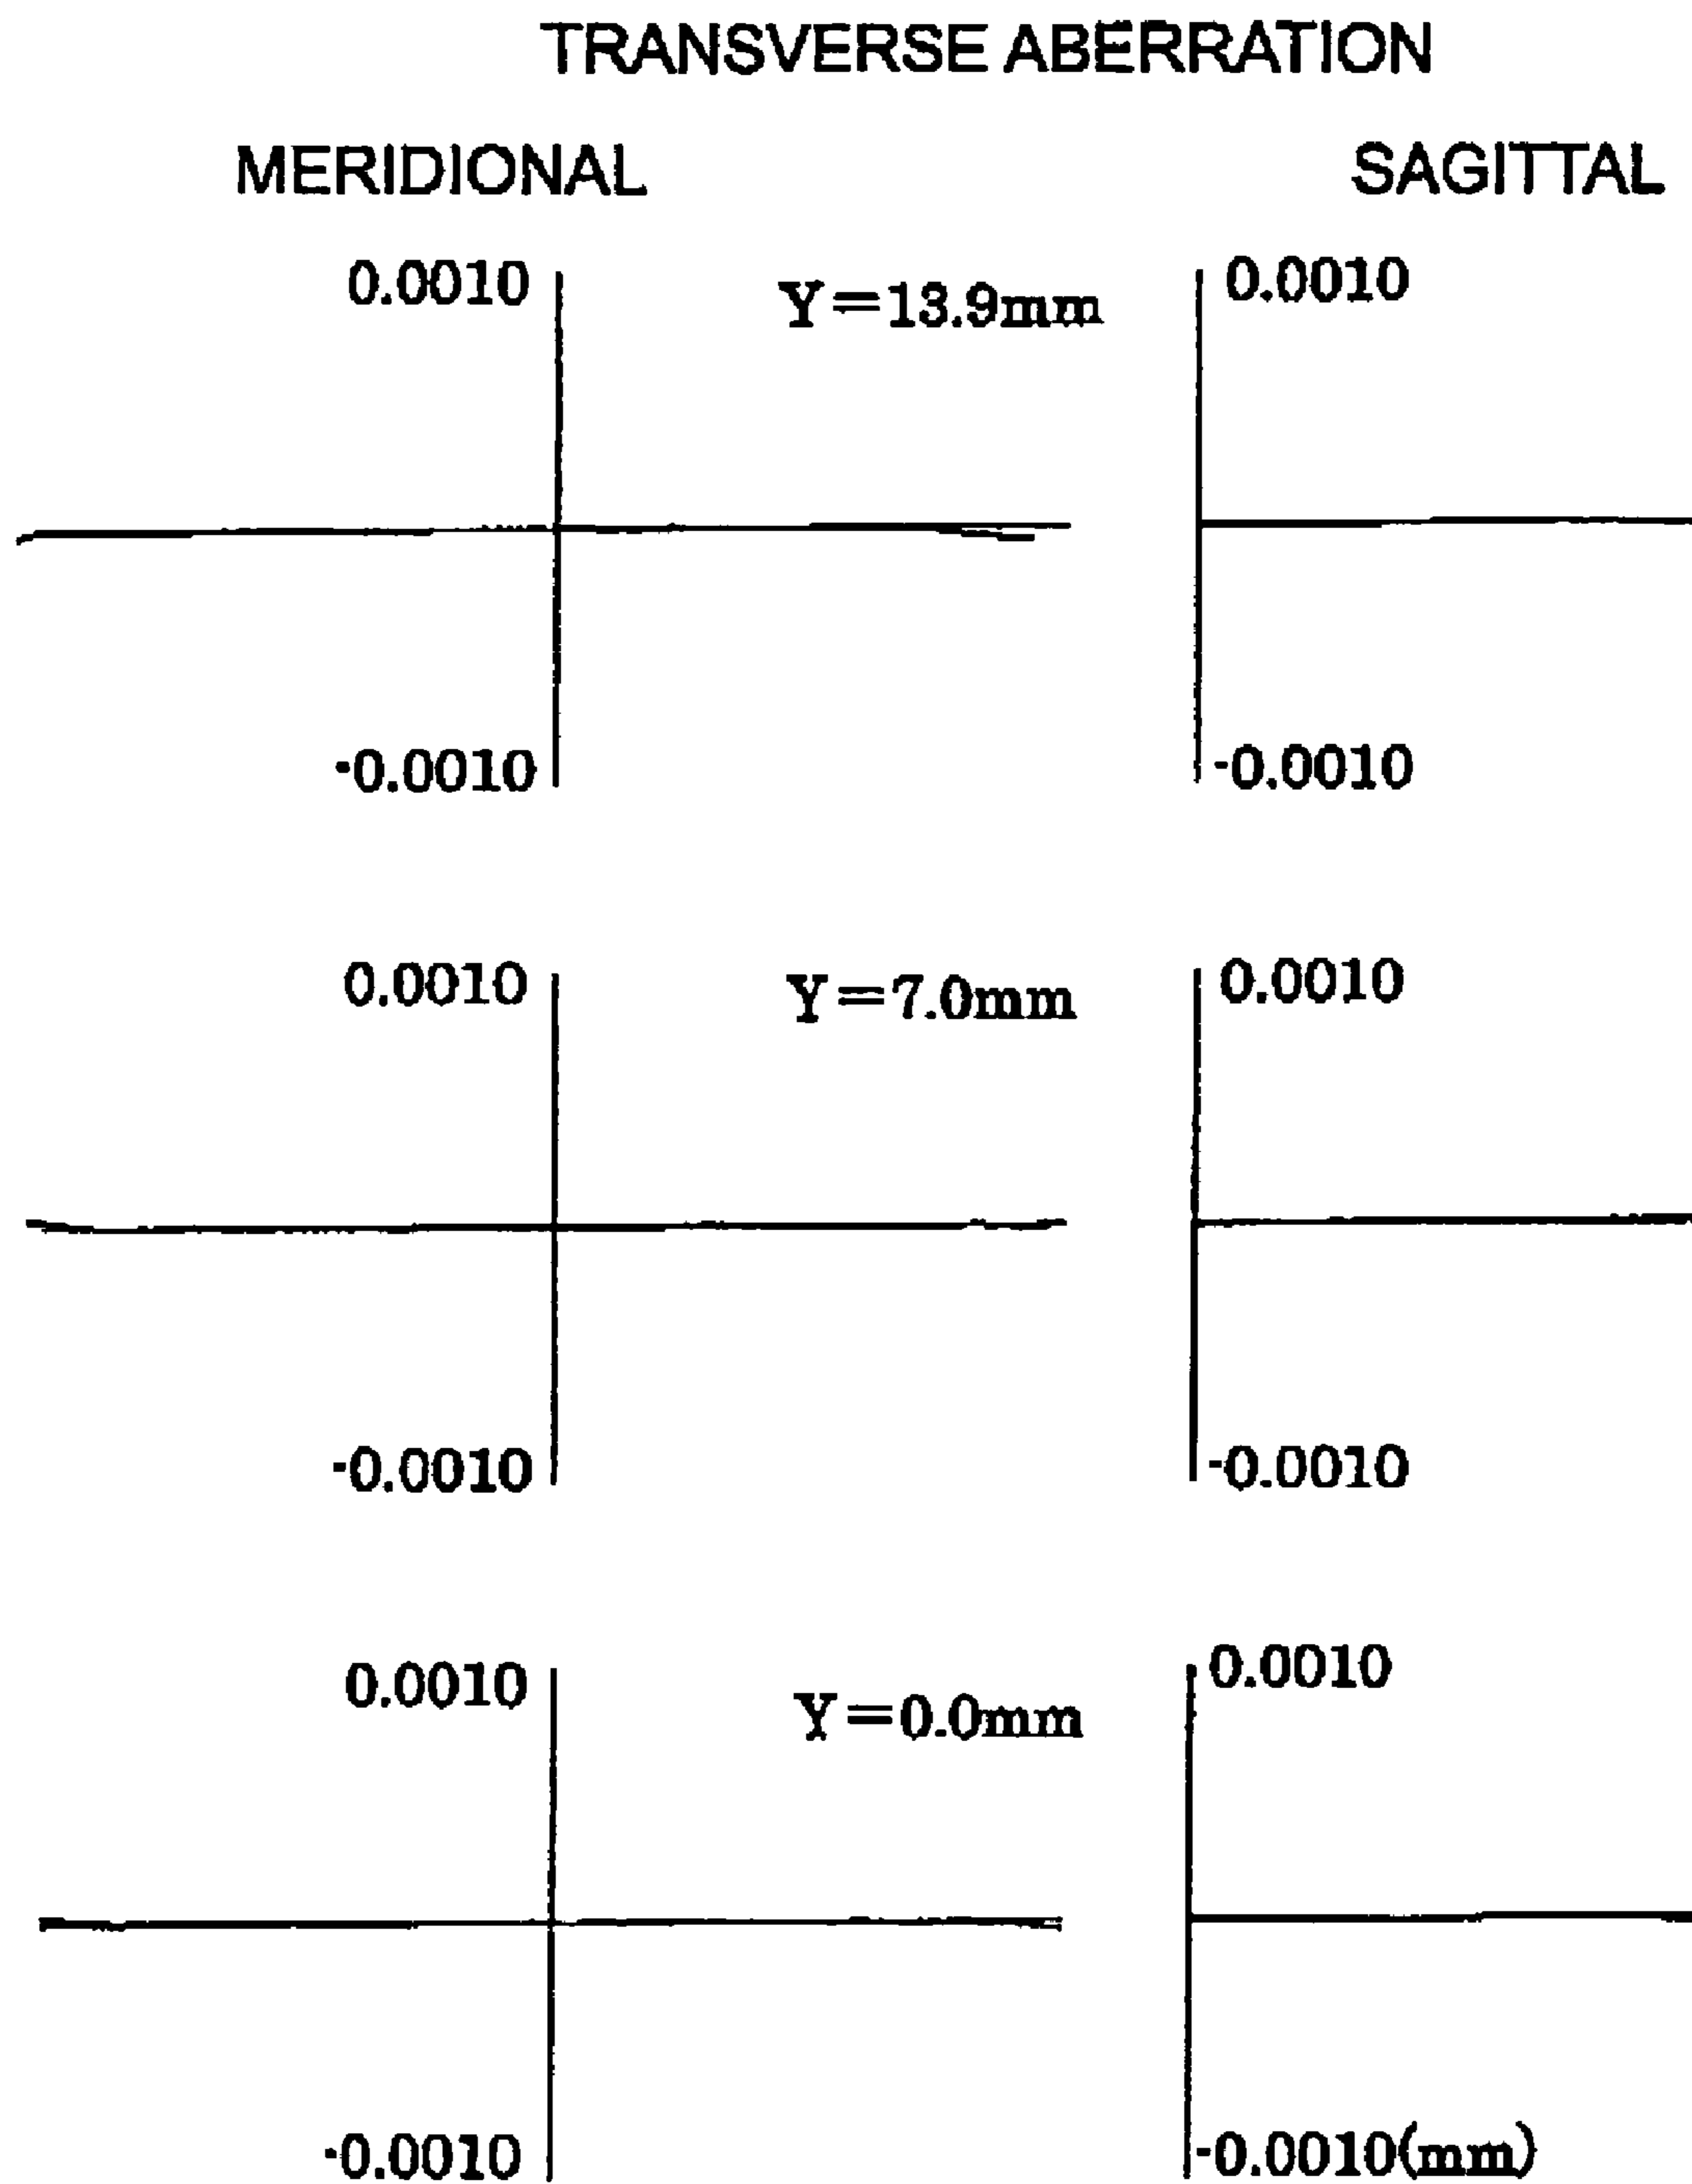 TRANSVERSE ABERRATION
MERIDIONAL SAGITTAL
0.0010 Y=13.9mm 0.0010
-0.0010 -0.0010
0.0010 Y=7.0mm 0.0010
-0.0010 -0.0010
0.0010 Y=0.0mm 0.0010
-0.0010 -0.0010(mm)